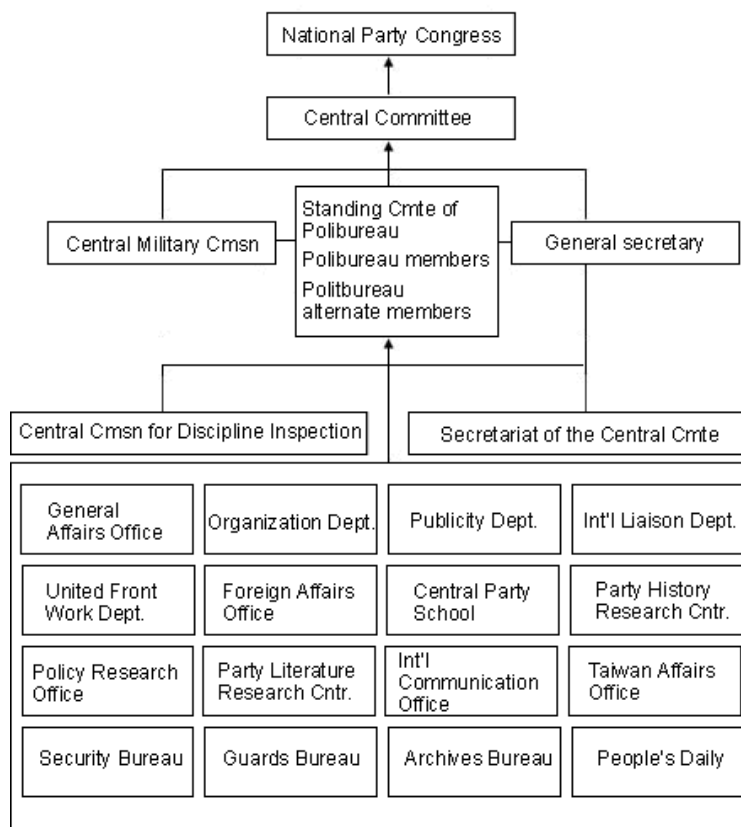 National Party Congress
Central Committee
Central Military Cmsn
Standing Cmte of
Polibureau
Polibureau members
Politbureau
alternate members
General secretary
Central Cmsn for Discipline Inspection
Secretariat of the Central Cmte
General
Affairs Office
Organization Dept.
Publicity Dept.
Int'l Liaison Dept.
United Front
Work Dept.
Foreign Affairs
Office
Central Party
School
Party History
Research Cntr.
Policy Research
Office
Party Literature
Research Cntr.
Int'l
Communication
Office
Taiwan Affairs
Office
Security Bureau
Guards Bureau
Archives Bureau
People's Daily